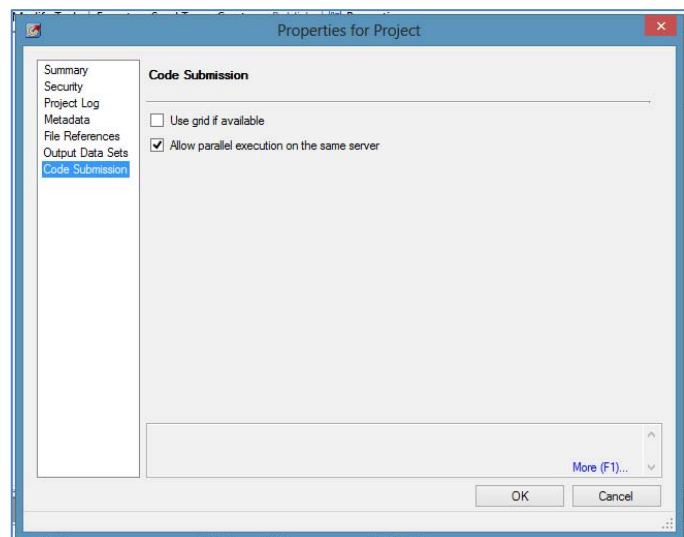 Properties for Project
Summary
Security
Project Log
Metadata
File References
Output Data Sets
Code Submission
Code Submission
Use grid if available
Allow parallel execution on the same server
More (F1)...
OK
Cancel